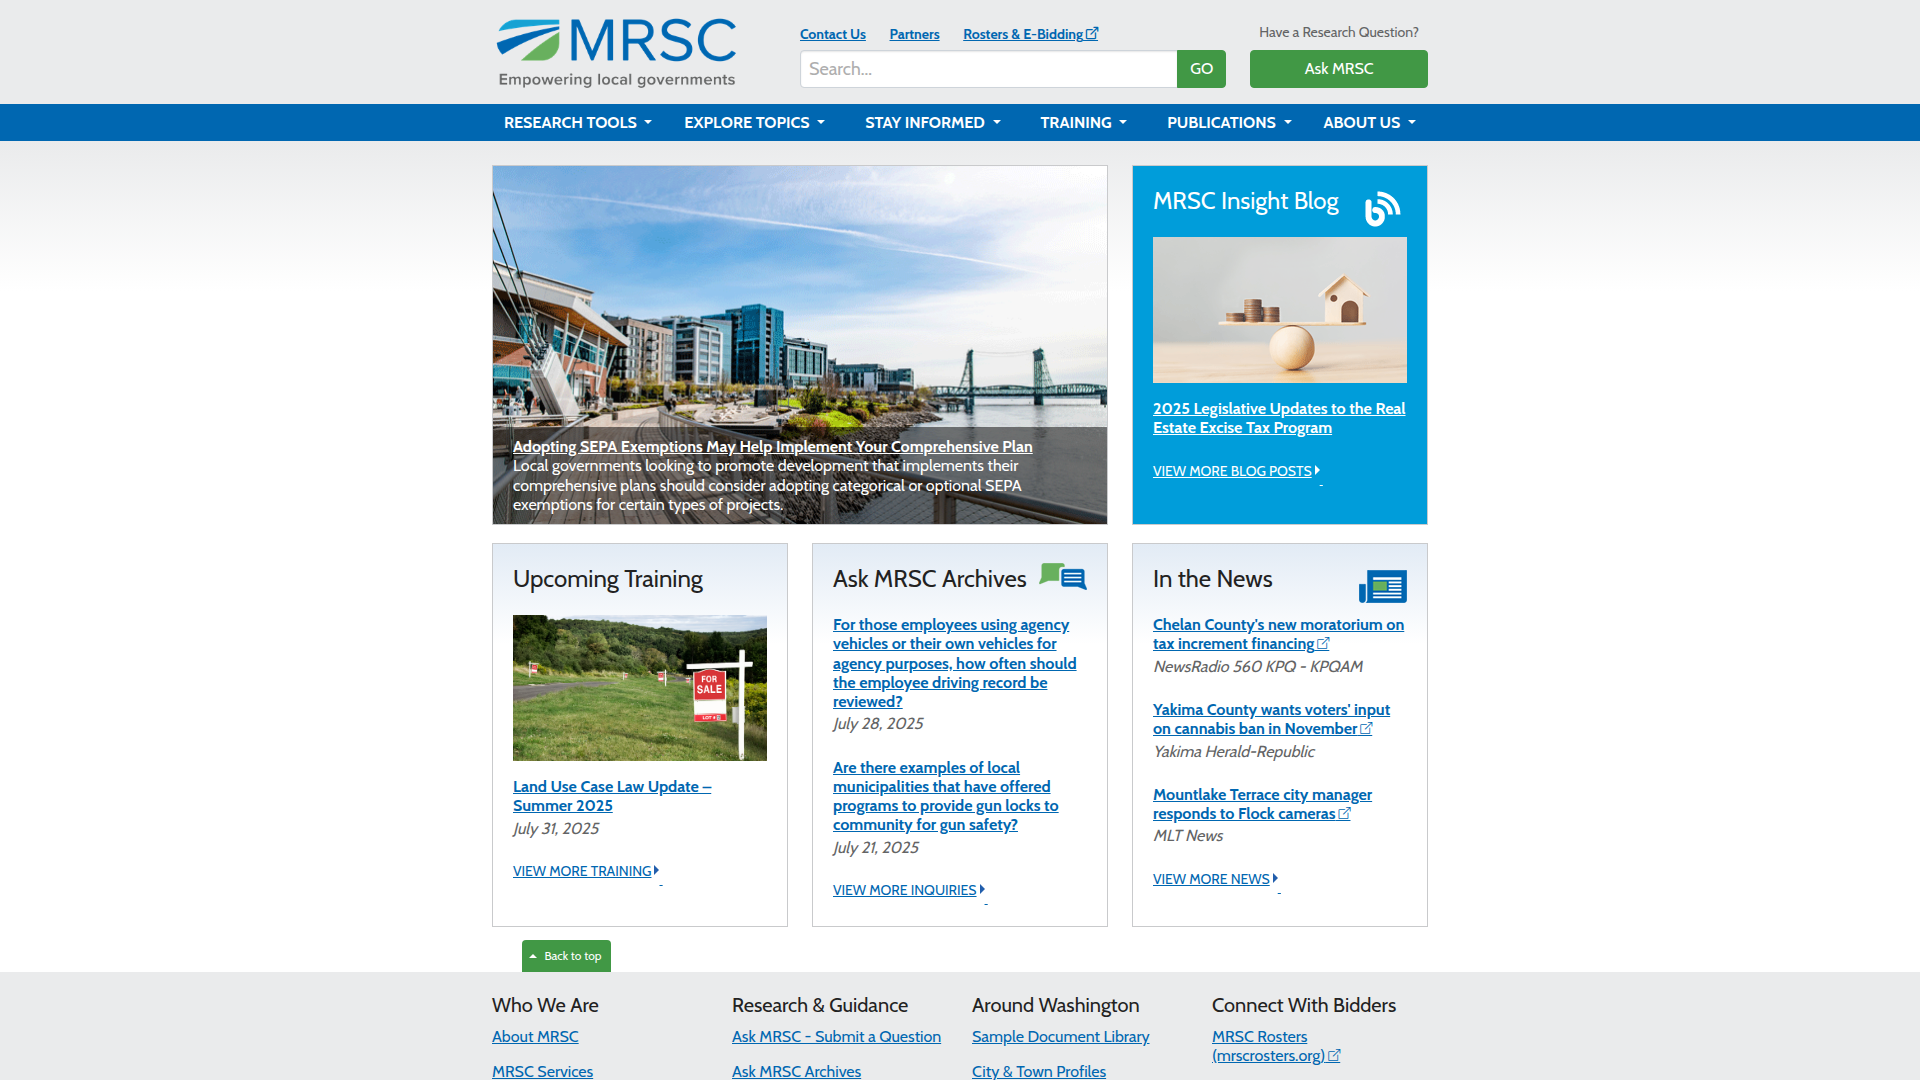 MRSC
Empowering local governments
Contact Us
Partners
Rosters & E-Bidding
Search...
GO
Have a Research Question?
Ask MRSC
RESEARCH TOOLS
EXPLORE TOPICS
STAY INFORMED
TRAINING
PUBLICATIONS
ABOUT US
Adopting SEPA Exemptions May Help Implement Your Comprehensive Plan
Local governments looking to promote development that implements their
comprehensive plans should consider adopting categorical or optional SEPA
exemptions for certain types of projects.
MRSC Insight Blog
2025 Legislative Updates to the Real
Estate Excise Tax Program
VIEW MORE BLOG POSTS
Upcoming Training
FOR
SALE
Land Use Case Law Update –
Summer 2025
July 31, 2025
VIEW MORE TRAINING
Ask MRSC Archives
For those employees using agency
vehicles or their own vehicles for
agency purposes, how often should
the employee driving record be
reviewed?
July 28, 2025
Are there examples of local
municipalities that have offered
programs to provide gun locks to
community for gun safety?
July 21, 2025
VIEW MORE INQUIRIES
In the News
Chelan County's new moratorium on
tax increment financing
NewsRadio 560 KPQ - KPQAM
Yakima County wants voters' input
on cannabis ban in November
Yakima Herald-Republic
Mountlake Terrace city manager
responds to Flock cameras
MLT News
VIEW MORE NEWS
Back to top
Who We Are
About MRSC
MRSC Services
Research & Guidance
Ask MRSC - Submit a Question
Ask MRSC Archives
Around Washington
Sample Document Library
City & Town Profiles
Connect With Bidders
MRSC Rosters
(mrscrosters.org)